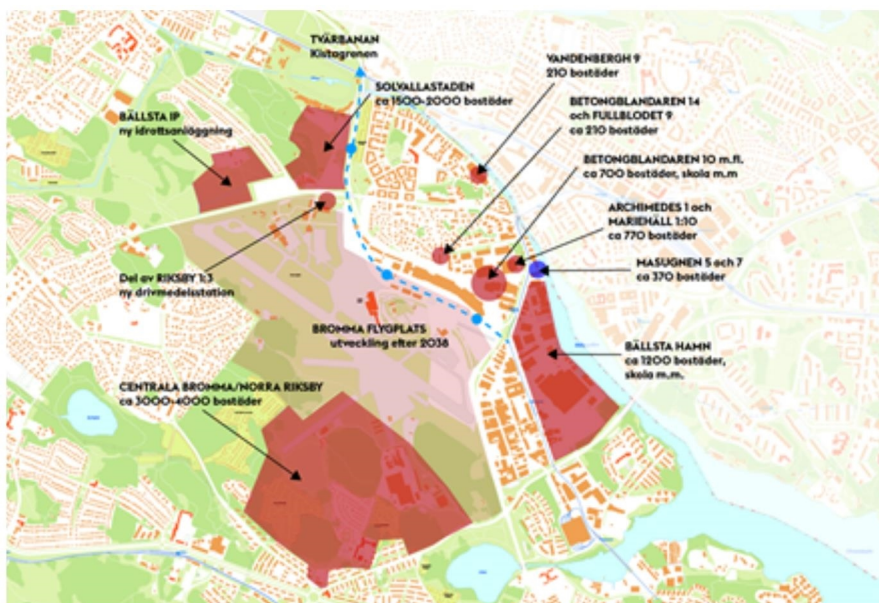 TVÄRBANAN
Kistagrenen
SOLVALLASTADEN
ca 1500-2000 bostäder
BÄLLSTA IP
ny idrottsanläggning
VANDENBERGH 9
210 bostäder
BETONGBLANDAREN 14
och FULLBLODET 9
ca 210 bostäder
BETONGBLANDAREN 10 m.fl.
ca 700 bostäder, skola m.m
ARCHIMEDES 1 och
MARIEHÄLL 1:10
ca 770 bostäder
MASUGNEN 5 och 7
ca 370 bostäder
Del av RIKSBY 1:3
ny drivmedelsstation
BROMMA FLYGPLATS
utveckling efter 2038
BÄLLSTA HAMN
ca 1200 bostäder,
skola m.m.
CENTRALA BROMMA/NORRA RIKSBY
ca 3000-4000 bostäder